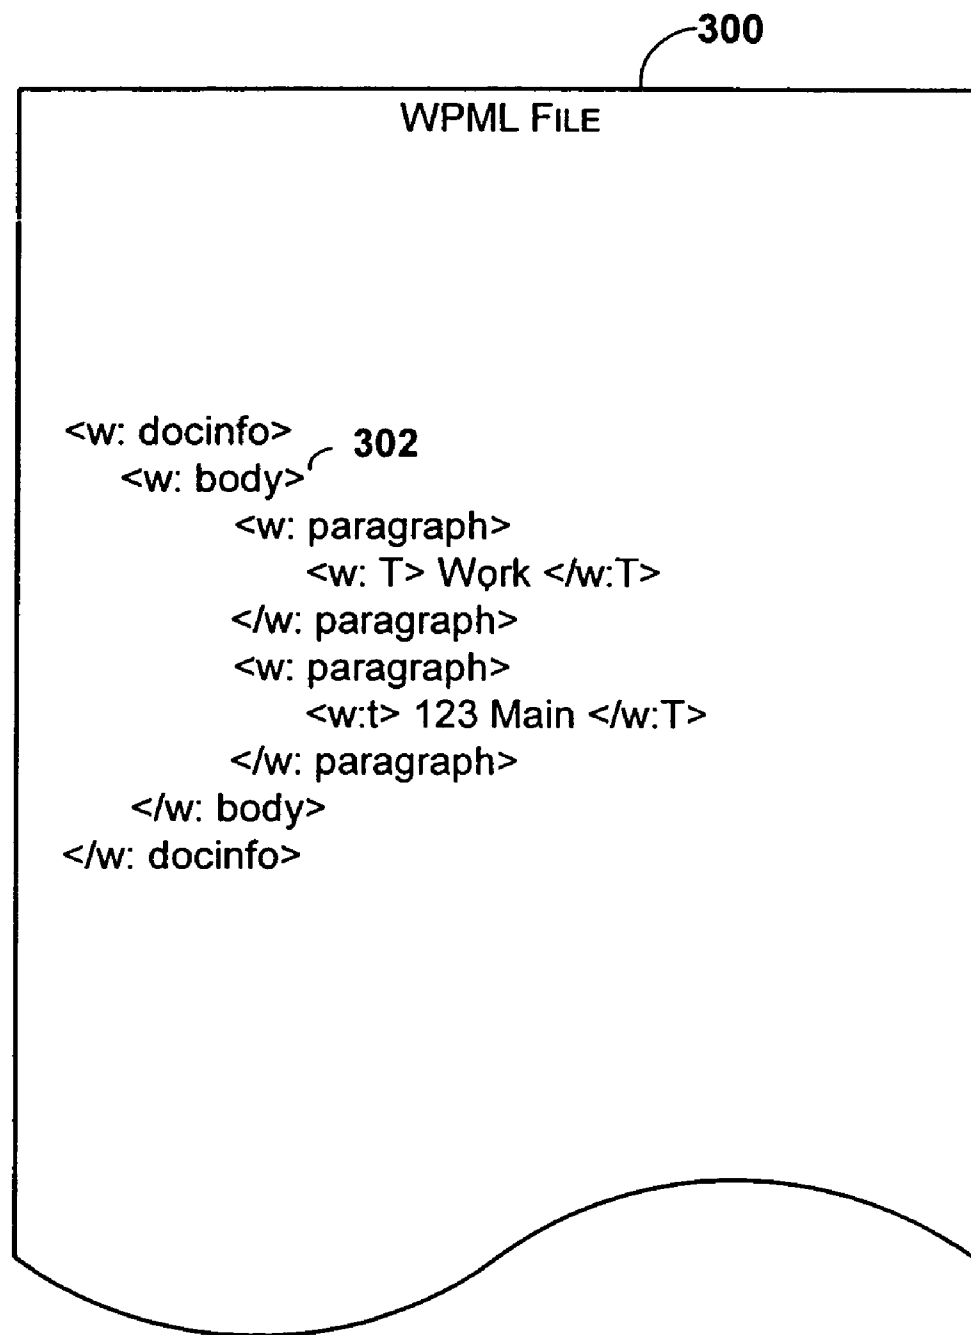 300
WPML FILE
<w: docinfo>
302
<w: body>
<w: paragraph>
<w: T> Work </w:T>
</w: paragraph>
<w: paragraph>
<w:t> 123 Main </w:T>
</w: paragraph>
</w: body>
</w: docinfo>